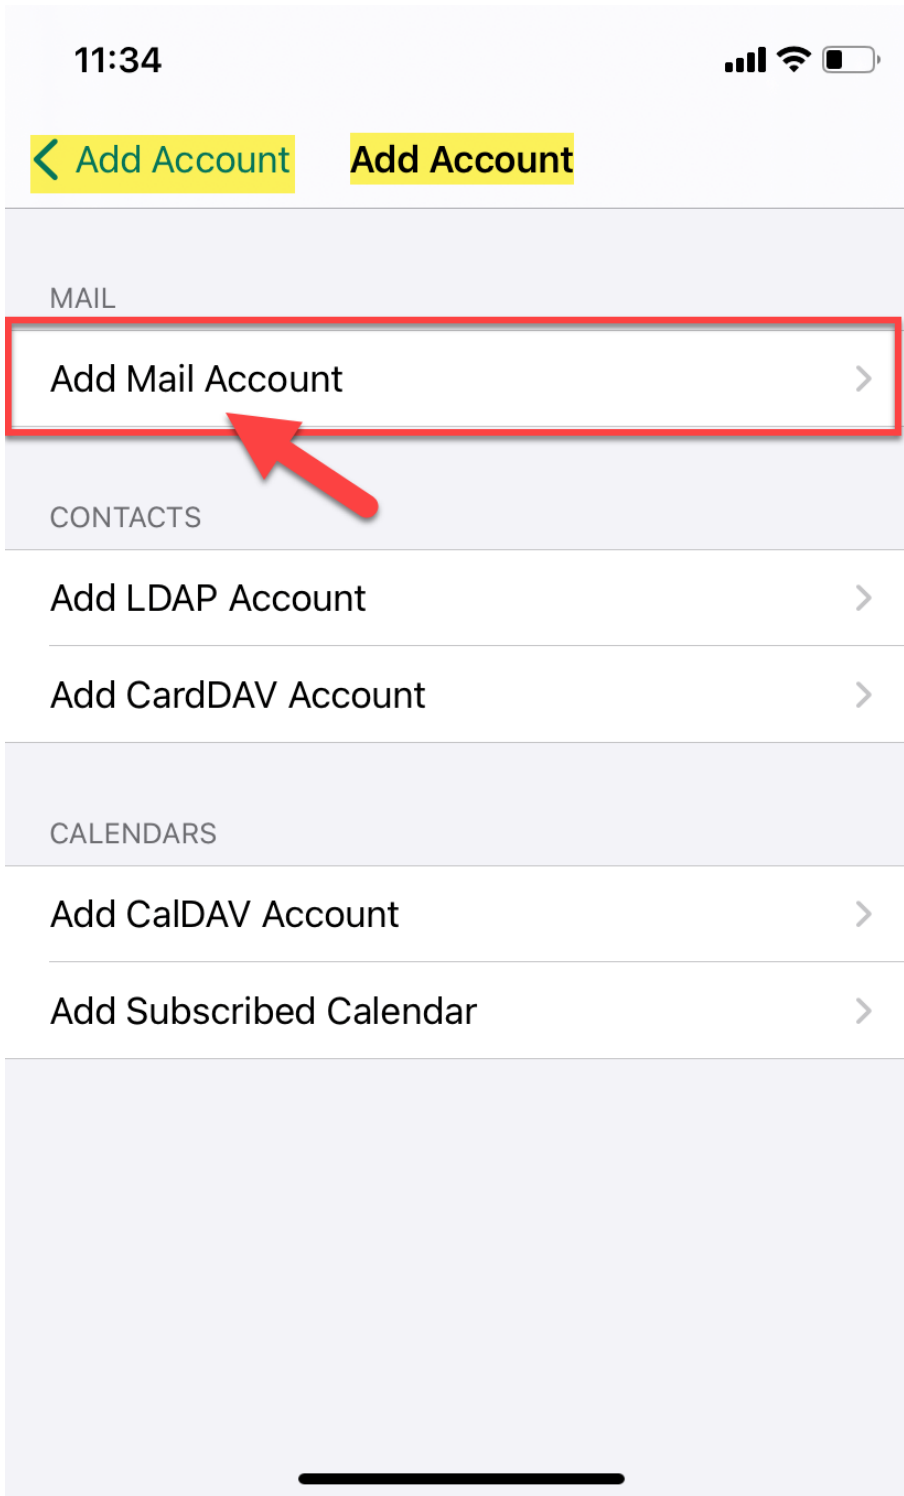 11:34
Add Account Add Account
MAIL
Add Mail Account
CONTACTS
Add LDAP Account
Add CardDAV Account
CALENDARS
Add CalDAV Account
Add Subscribed Calendar